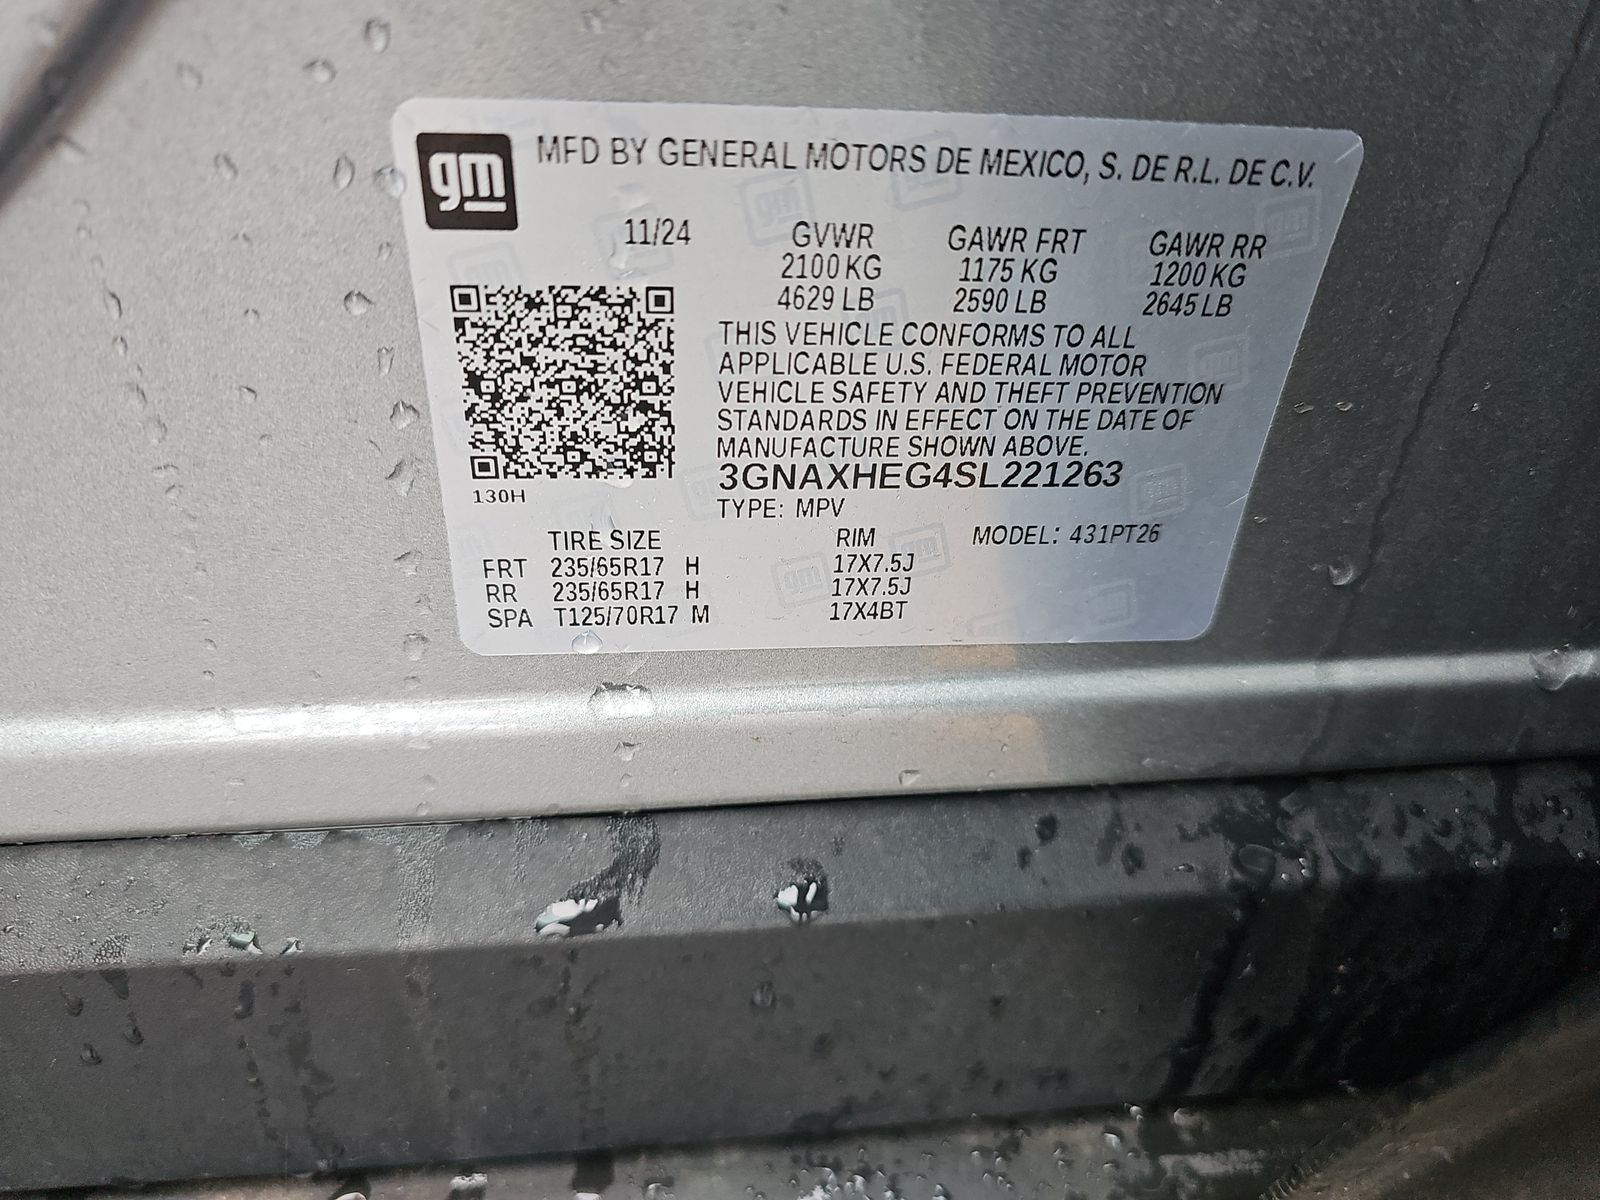 gm
MFD BY GENERAL MOTORS DE MEXICO, S. DE R.L. DE C.V.
11/24 GVWR GAWR FRT GAWR RR
2100 KG 1175 KG 1200 KG
4629 LB 2590 LB 2645 LB
THIS VEHICLE CONFORMS TO ALL
APPLICABLE U.S. FEDERAL MOTOR
VEHICLE SAFETY AND THEFT PREVENTION
STANDARDS IN EFFECT ON THE DATE OF
MANUFACTURE SHOWN ABOVE.
3GNAXHEG4SL221263
130H
TYPE: MPV
TIRE SIZE RIM MODEL: 431PT26
FRT 235/65R17 H 17X7.5J
RR 235/65R17 H 17X7.5J
SPA T125/70R17 M 17X4BT